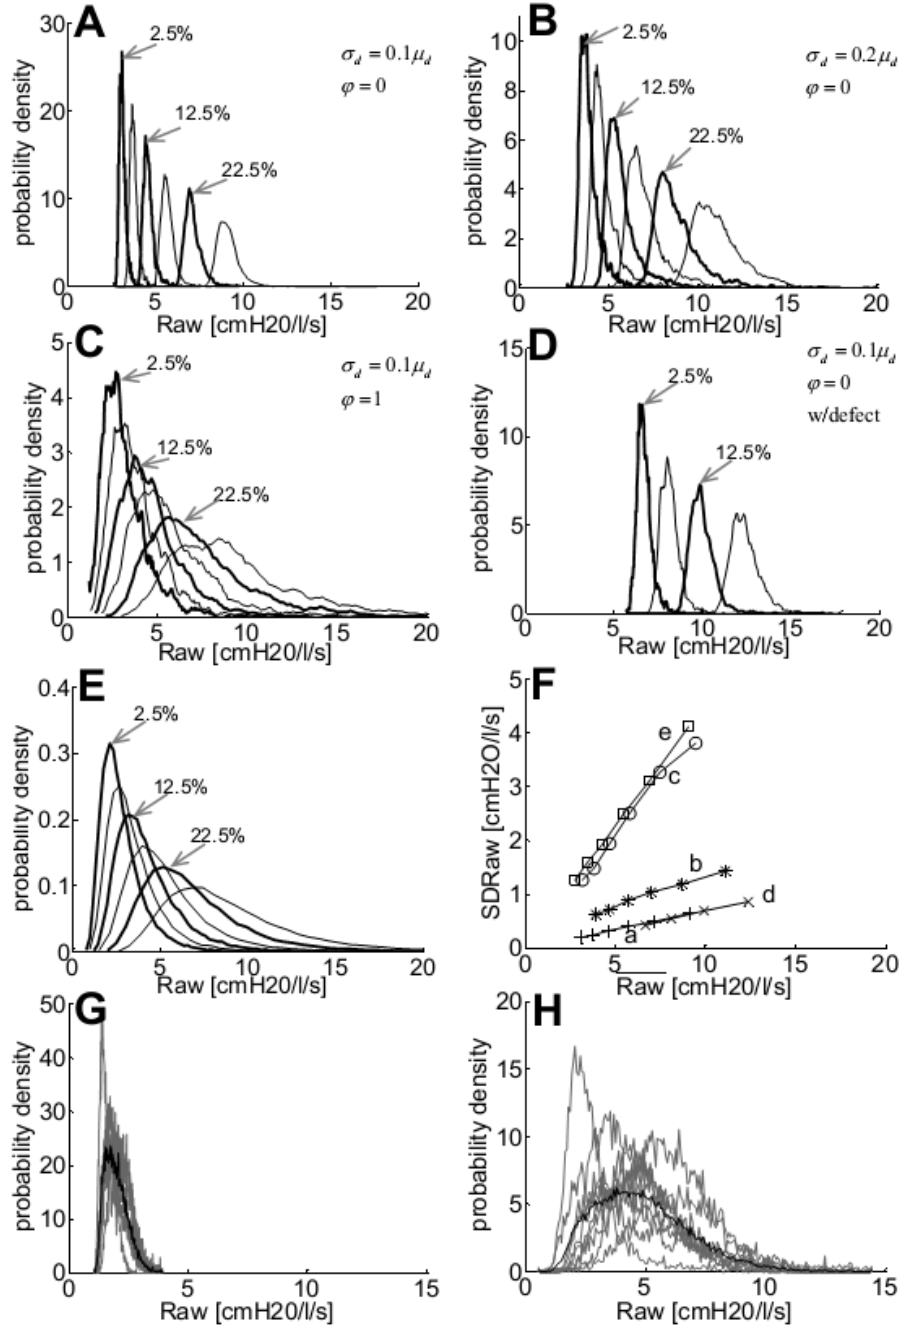 A
30
20
10
0
probability density
2.5%
12.5%
22.5%
σd = 0.1μd
φ = 0
0 5 10 15 20
Raw [cmH20/l/s]
B
10
8
6
4
2
0
probability density
2.5%
12.5%
22.5%
σd = 0.2μd
φ = 0
0 5 10 15 20
Raw [cmH20/l/s]
C
5
4
3
2
1
0
probability density
2.5%
12.5%
22.5%
σd = 0.1μd
φ = 1
0 5 10 15 20
Raw [cmH20/l/s]
D
15
10
5
0
probability density
2.5%
12.5%
σd = 0.1μd
φ = 0
w/defect
0 5 10 15 20
Raw [cmH20/l/s]
E
0.4
0.3
0.2
0.1
0
probability density
2.5%
12.5%
22.5%
0 5 10 15 20
Raw [cmH20/l/s]
F
5
4
3
2
1
0
SDRaw [cmH2O/l/s]
e
c
b
d
a
0 5 10 15 20
Raw [cmH20/l/s]
G
50
40
30
20
10
0
probability density
0 5 10 15
Raw [cmH20/l/s]
H
20
15
10
5
0
probability density
0 5 10 15
Raw [cmH20/l/s]